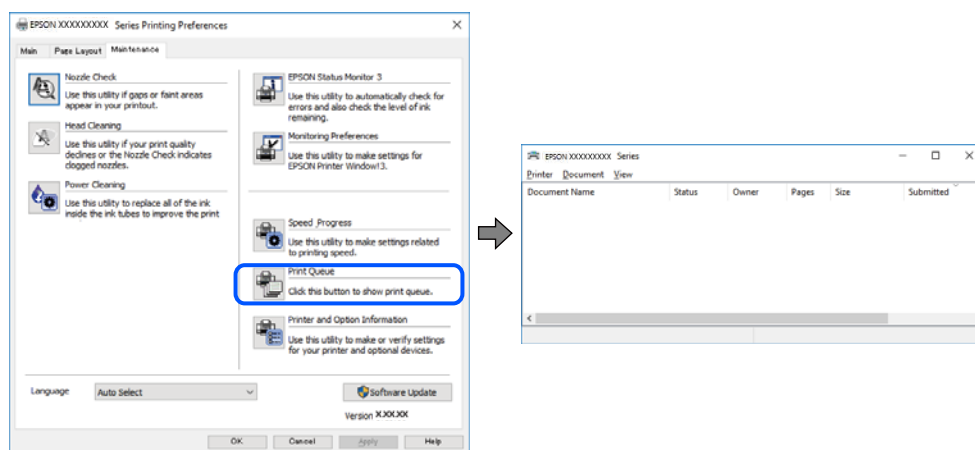 EPSON XXXXXXXXX Series Printing Preferences
Main Page Layout Maintenance
Nozzle Check
Use this utility if gaps or faint areas
appear in your printout.
Head Cleaning
Use this utility if your print quality
declines or the Nozzle Check indicates
clogged nozzles.
Power Cleaning
Use this utility to replace all of the ink
inside the ink tubes to improve the print
EPSON Status Monitor 3
Use this utility to automatically check for
errors and also check the level of ink
remaining.
Monitoring Preferences
Use this utility to make settings for
EPSON Printer Window!3.
Speed Progress
Use this utility to make settings related
to printing speed.
Print Queue
Click this button to show print queue.
Printer and Option Information
Use this utility to make or verify settings
for your printer and optional devices.
Language Auto Select
Software Update
Version X.XX.XX
OK Cancel Apply Help
EPSON XXXXXXXXX Series
Printer Document View
Document Name Status Owner Pages Size Submitted